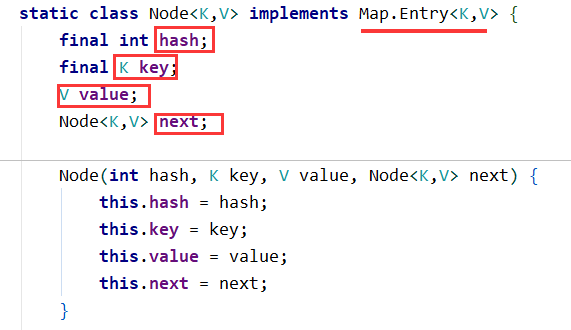 static class Node<K,V> implements Map.Entry<K,V> {
final int hash;
final K key;
V value;
Node<K,V> next;
Node(int hash, K key, V value, Node<K,V> next) {
this.hash = hash;
this.key = key;
this.value = value;
this.next = next;
}